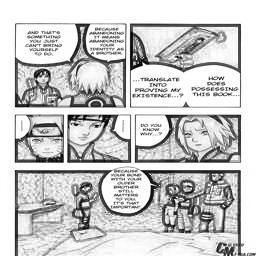 AND THAT'S
SOMETHING
YOU JUST
CAN'T BRING
YOURSELF
TO DO.
BECAUSE
ABANDONING
IT MEANS
ABANDONING
YOUR
IDENTITY AS
A BROTHER.
HOW DOES
POSSESSING
THIS BOOK...
...TRANSLATE
INTO
PROVING MY
EXISTENCE...?
DO YOU
KNOW
WHY...?
BECAUSE
YOUR BOND
WITH YOUR
OLDER
BROTHER
STILL
MATTERS
TO YOU.
IT'S THAT
IMPORTANT.